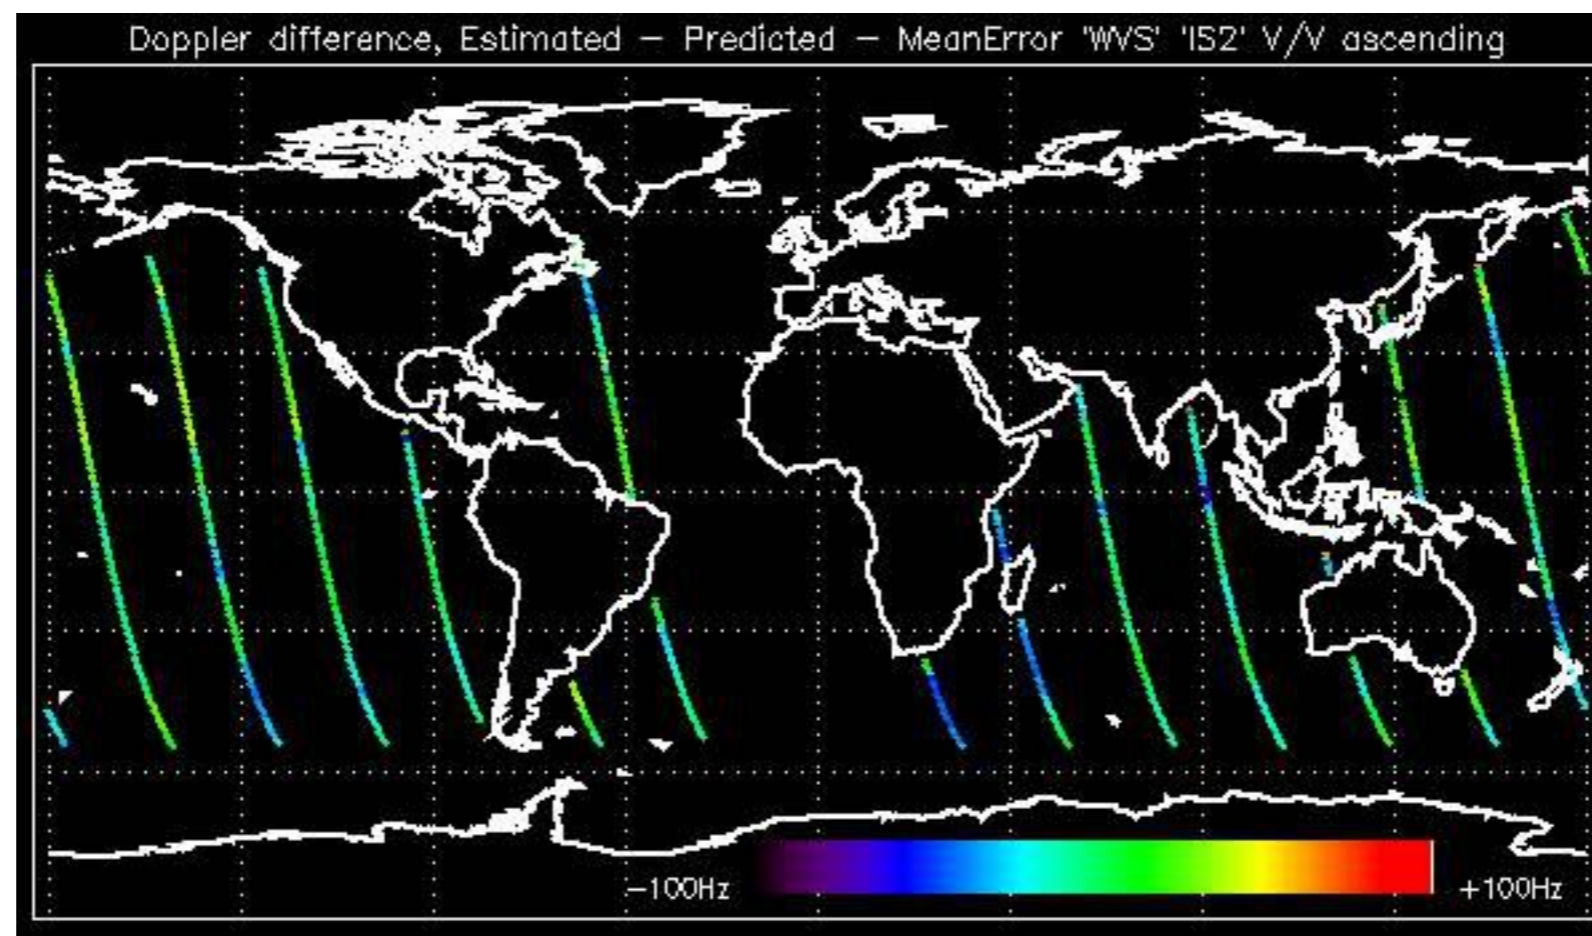 Doppler difference, Estimated — Predicted — MeanError 'WVS' 'IS2' V/V ascending
−100Hz +100Hz